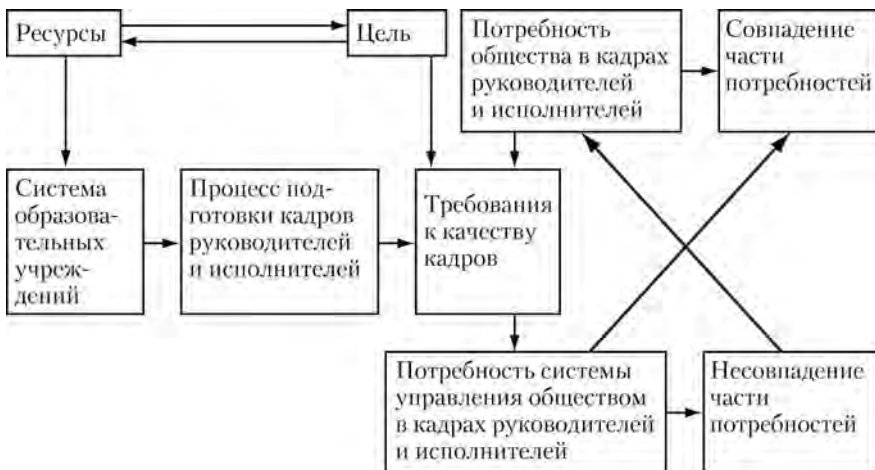 Ресурсы
Цель
Потребность
общества в кадрах
руководителей
и исполнителей
Совпадение
части
потребностей
Система
образова-
тельных
учреж-
дений
Процесс под-
готовки кадров
руководителей
и исполнителей
Требования
к качеству
кадров
Потребность системы
управления обществом
в кадрах руководителей
и исполнителей
Несовпадение
части
потребностей